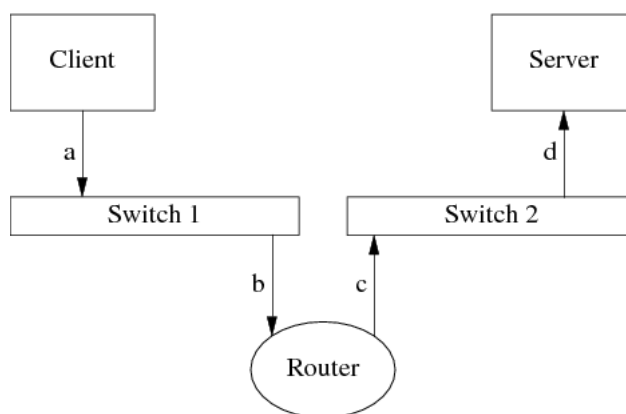 Client
Server
a
d
Switch 1
Switch 2
b
c
Router